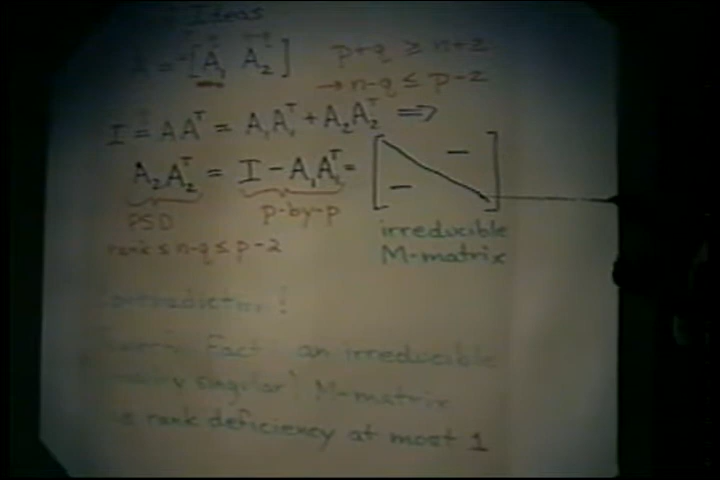 Ideas
A = [A₁ A₂] p+q ≥ n+2
→ n-q ≤ p-2
I = AAᵀ = A₁A₁ᵀ + A₂A₂ᵀ ⇒
A₂A₂ᵀ = I - A₁A₁ᵀ = [ - - ]
PSD p-by-p
rank ≤ n-q ≤ p-2
irreducible
M-matrix
Contradiction!
Fact an irreducible
singular) M-matrix
rank deficiency at most 1